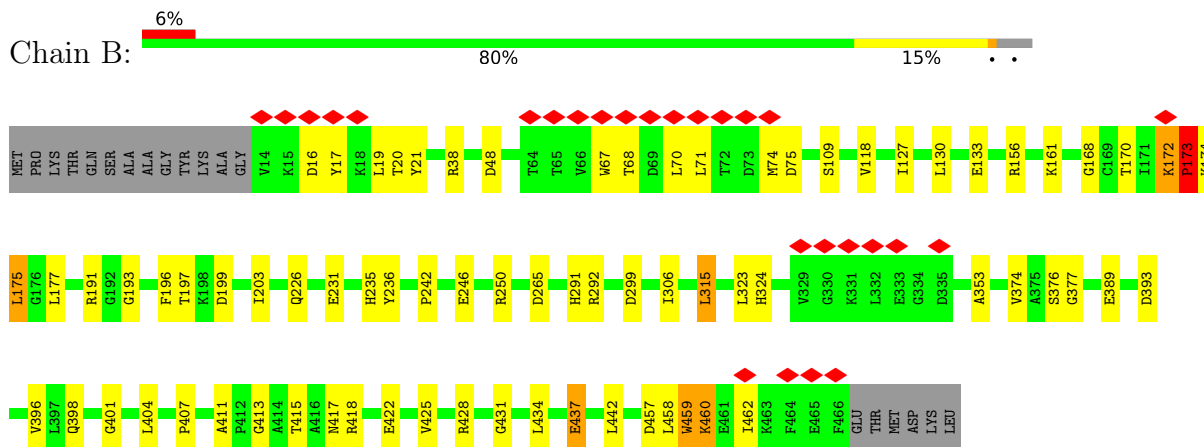 6%
Chain B:
80% 15% • •
MET PRO LYS THR GLN SER ALA ALA GLY TYR LYS ALA GLY V14 K15 D16 Y17 K18 L19 T20 Y21 R38 D48 T64 T65 V66 W67 T68 D69 L70 L71 T72 D73 M74 D75 S109 V118 I127 L130 E133 R156 K161 G168 C169 T170 I171 K172 P173 K174
L175 G176 L177 R191 G192 G193 F196 T197 K198 D199 I203 Q226 E231 H235 Y236 P242 E246 R250 D265 H291 R292 D299 I306 L315 L323 H324 V329 G330 K331 L332 E333 G334 D335 A353 V374 A375 S376 G377 E389 D393
V396 L397 Q398 G401 L404 P407 A411 P412 G413 A414 T415 A416 N417 R418 E422 V425 R428 G431 L434 E437 L442 D457 L458 W459 K460 E461 I462 K463 F464 E465 F466 GLU THR MET ASP LYS LEU